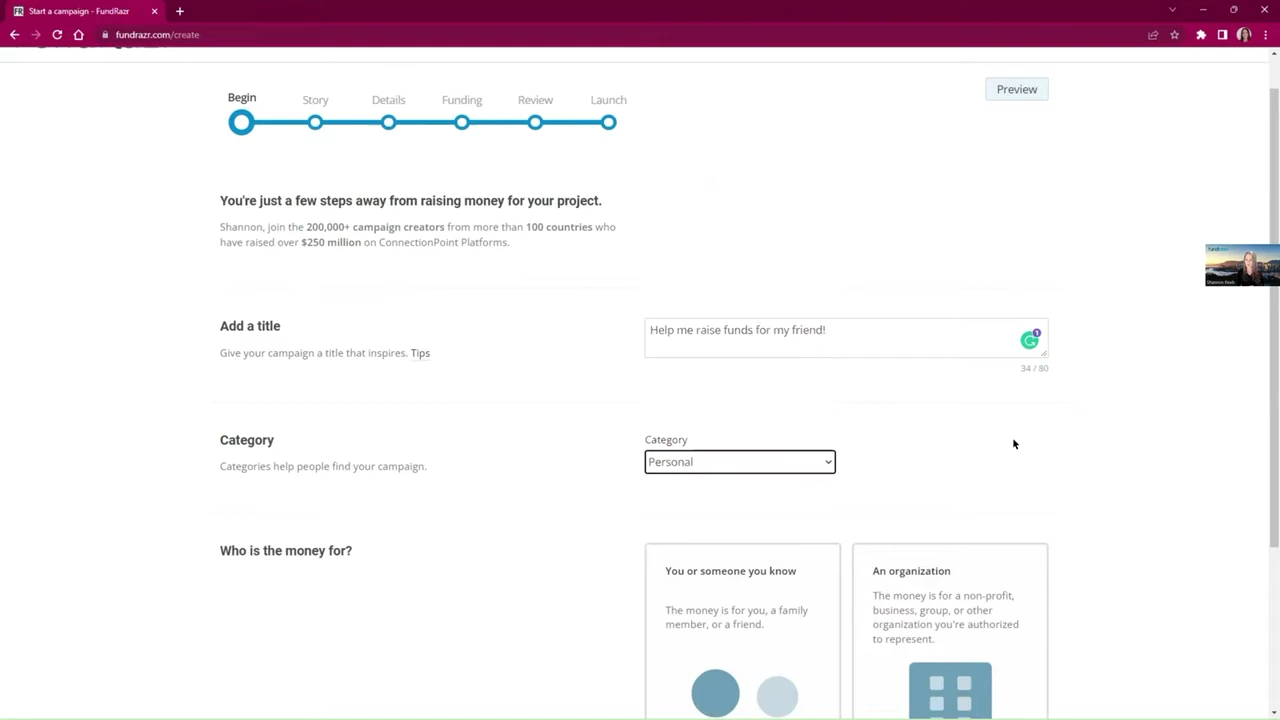 FR Start a campaign - FundRazr
fundrazr.com/create
Begin
Story
Details
Funding
Review
Launch
Preview
You're just a few steps away from raising money for your project.
Shannon, join the 200,000+ campaign creators from more than 100 countries who
have raised over $250 million on ConnectionPoint Platforms.
Add a title
Give your campaign a title that inspires. Tips
Help me raise funds for my friend!
1
34 / 80
Category
Categories help people find your campaign.
Category
Personal
Who is the money for?
You or someone you know
The money is for you, a family
member, or a friend.
An organization
The money is for a non-profit,
business, group, or other
organization you're authorized
to represent.